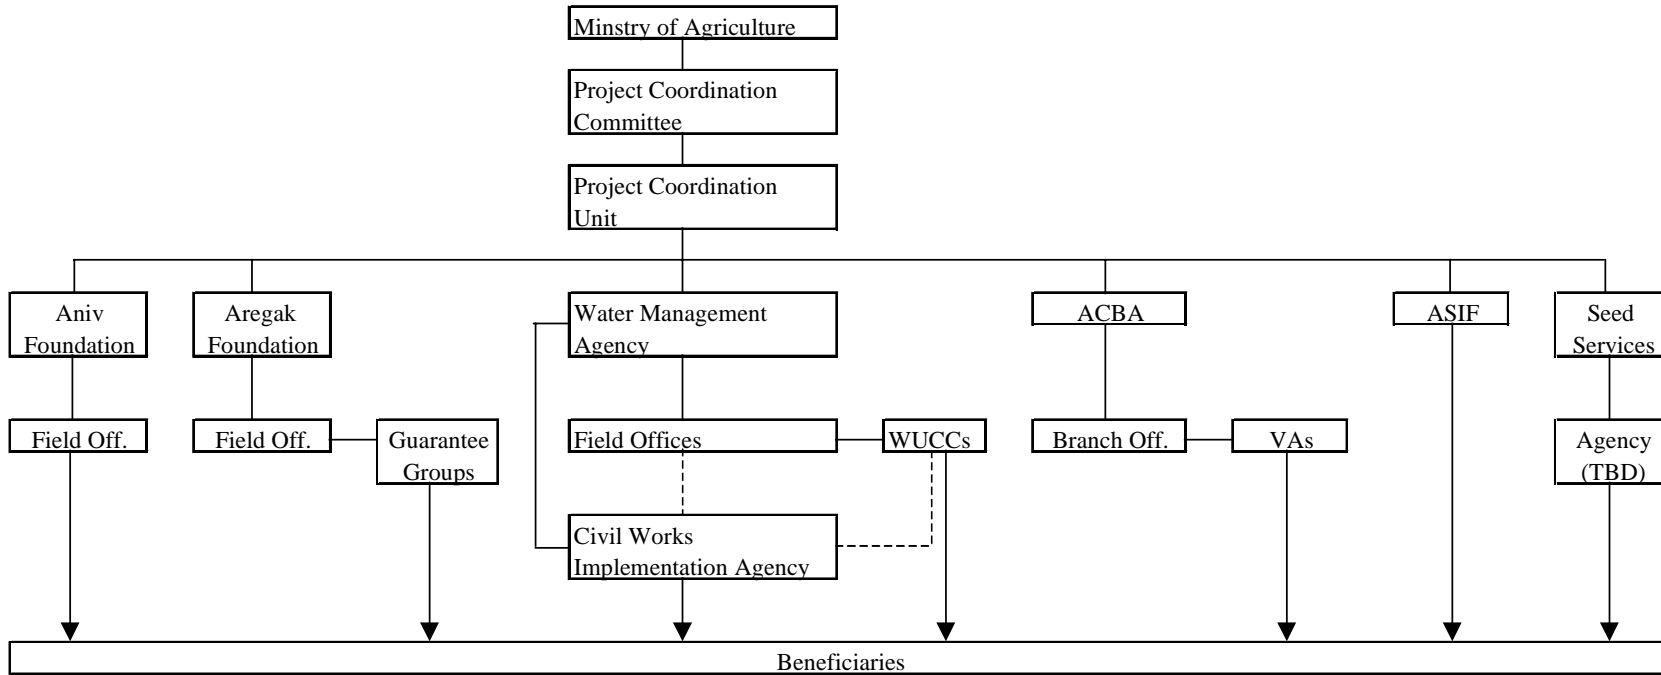 Minstry of Agriculture
Project Coordination
Committee
Project Coordination
Unit
Aniv
Foundation
Aregak
Foundation
Water Management
Agency
ACBA
ASIF
Seed
Services
Field Off.
Field Off.
Guarantee
Groups
Field Offices
WUCCs
Branch Off.
VAs
Agency
(TBD)
Civil Works
Implementation Agency
Beneficiaries